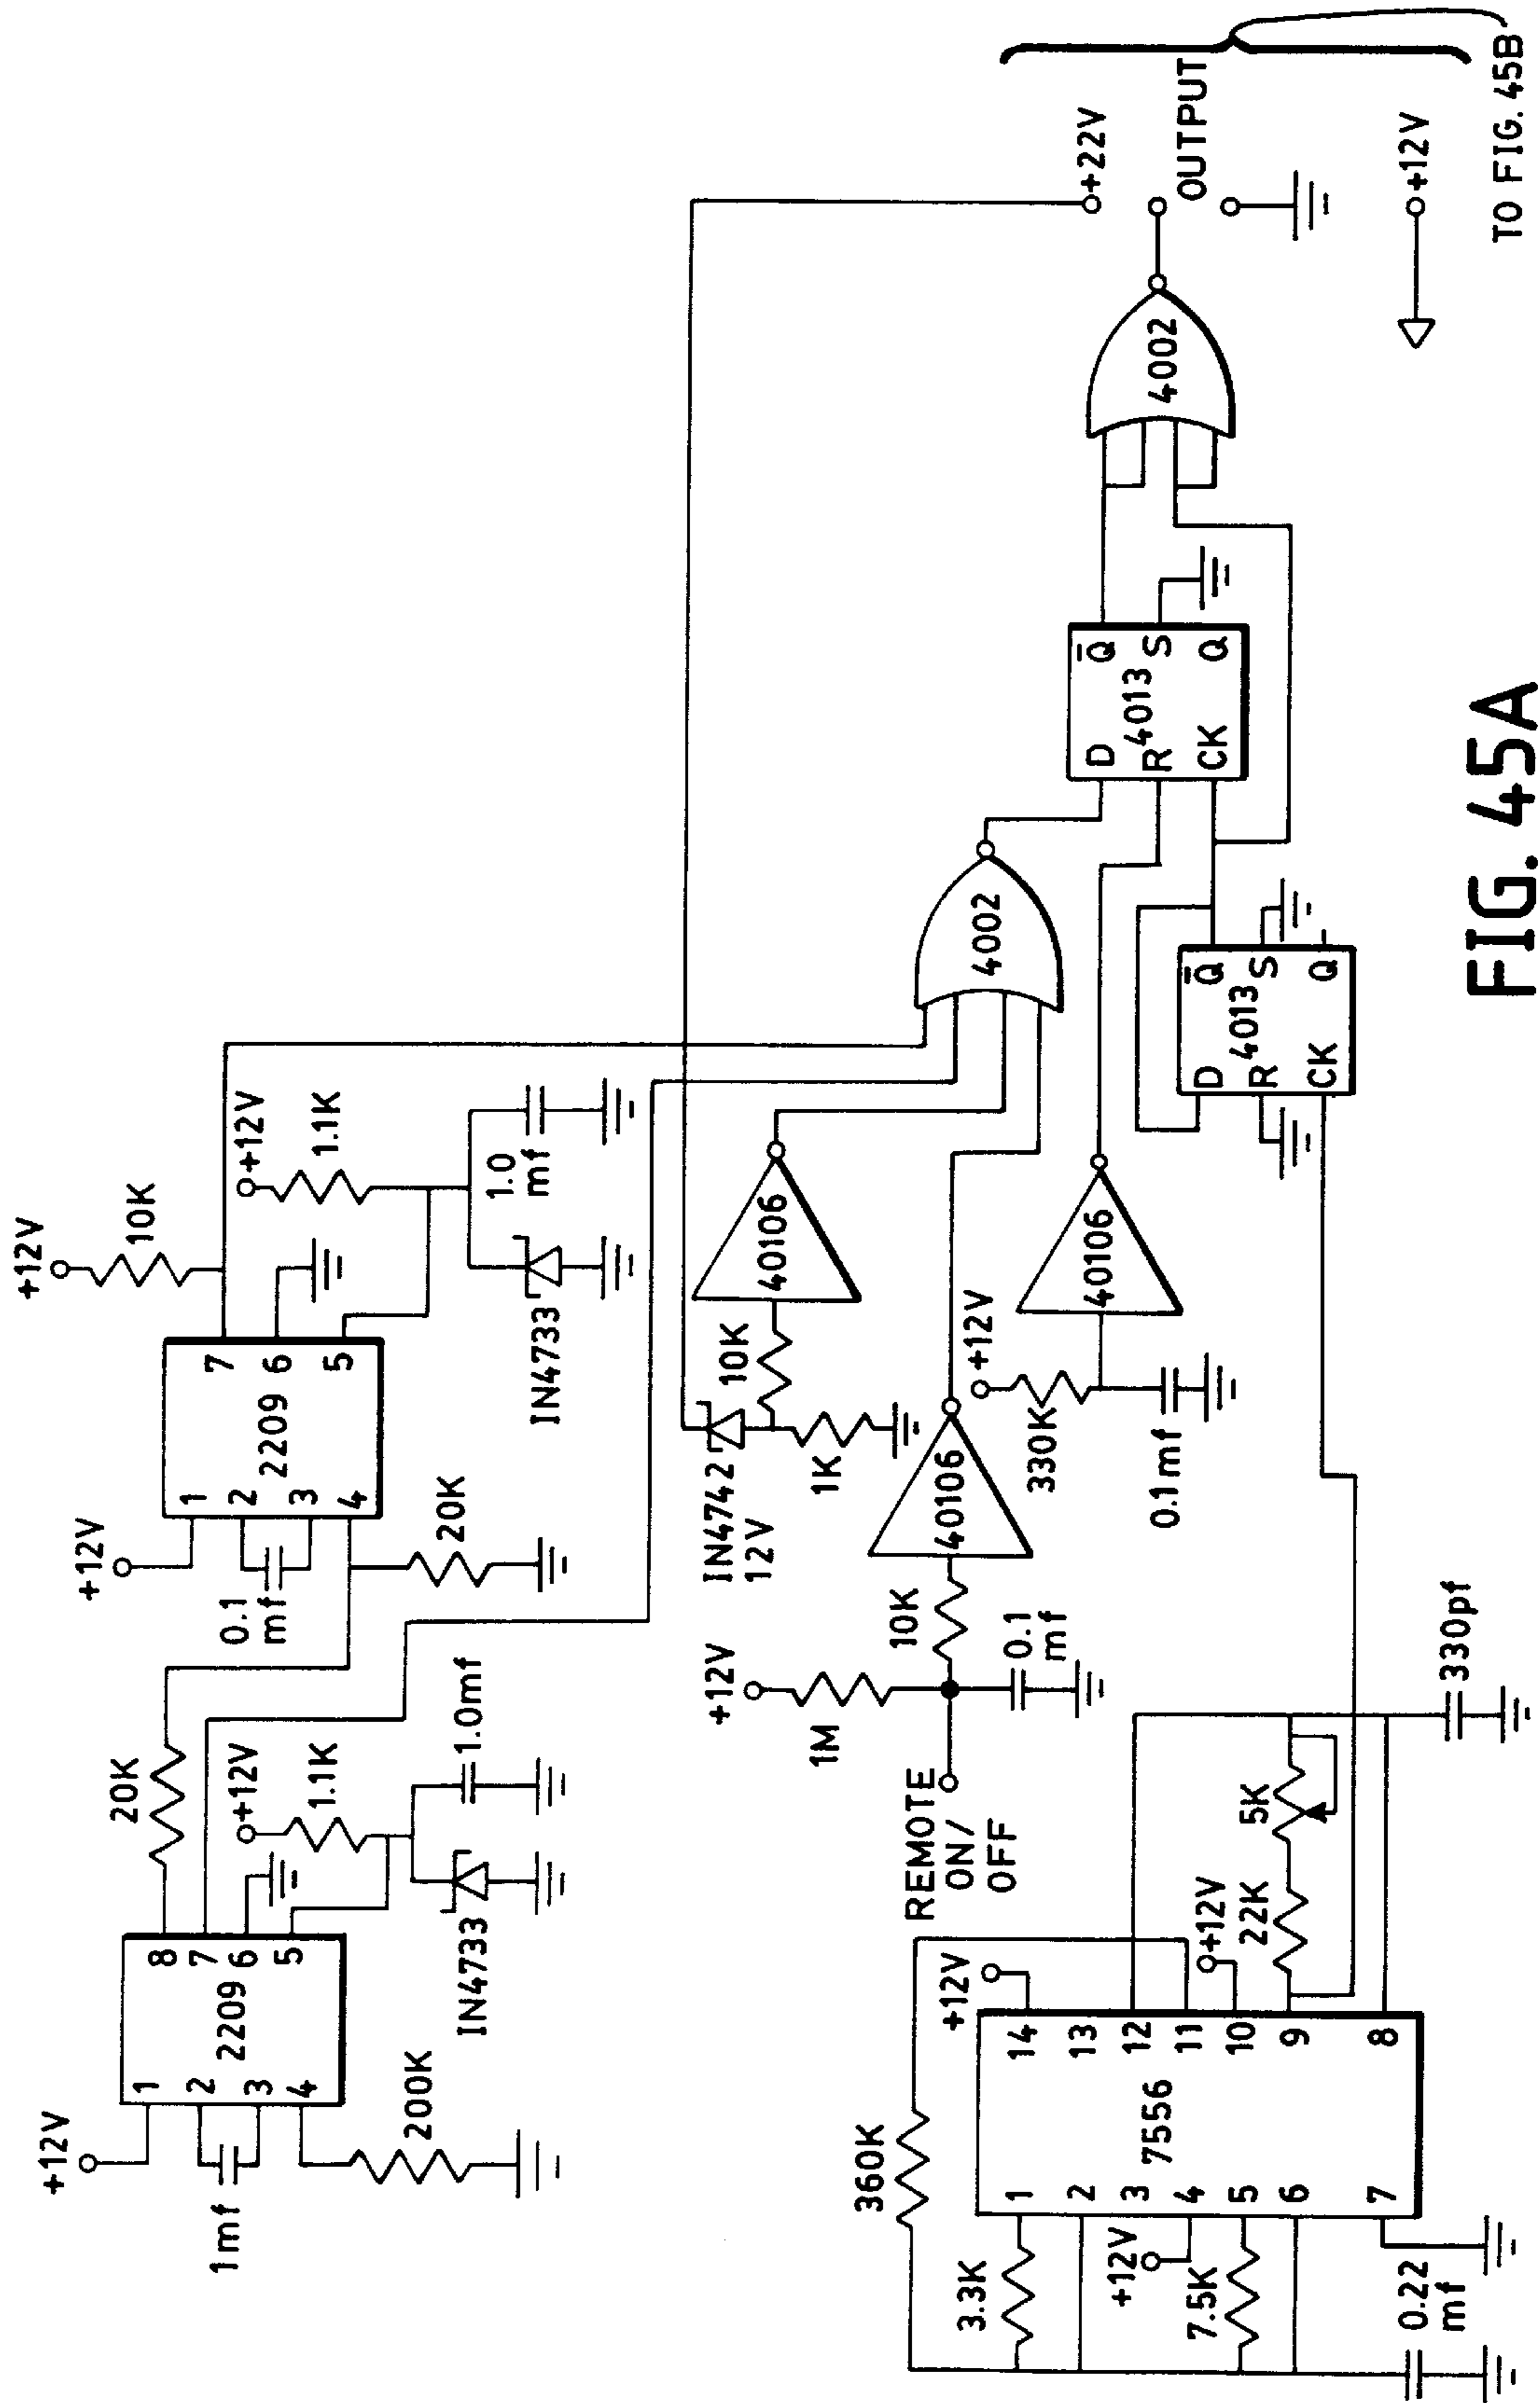 +12V
10K
+12V
1.1K
1.0
mf
IN4733
7
6
5
2209
1
2
3
4
+12V
0.1
mf
20K
20K
+12V
1.1K
1.0mf
IN4733
8
7
6
5
2209
1
2
3
4
+12V
1mf
200K
IN4742
12V
10K
1K
40106
4002
+12V
1M
10K
0.1
mf
REMOTE
ON/
OFF
40106
+12V
330K
0.1mf
40106
D
R
CK
4013
Q̅
S
Q
D
R
CK
4013
Q̅
S
Q
4002
+22V
OUTPUT
+12V
TO FIG. 45B
360K
+12V
14
13
12
11
10
9
8
7556
1
2
3
4
5
6
7
3.3K
+12V
7.5K
0.22
mf
+12V
22K
5K
330pf
FIG. 45A